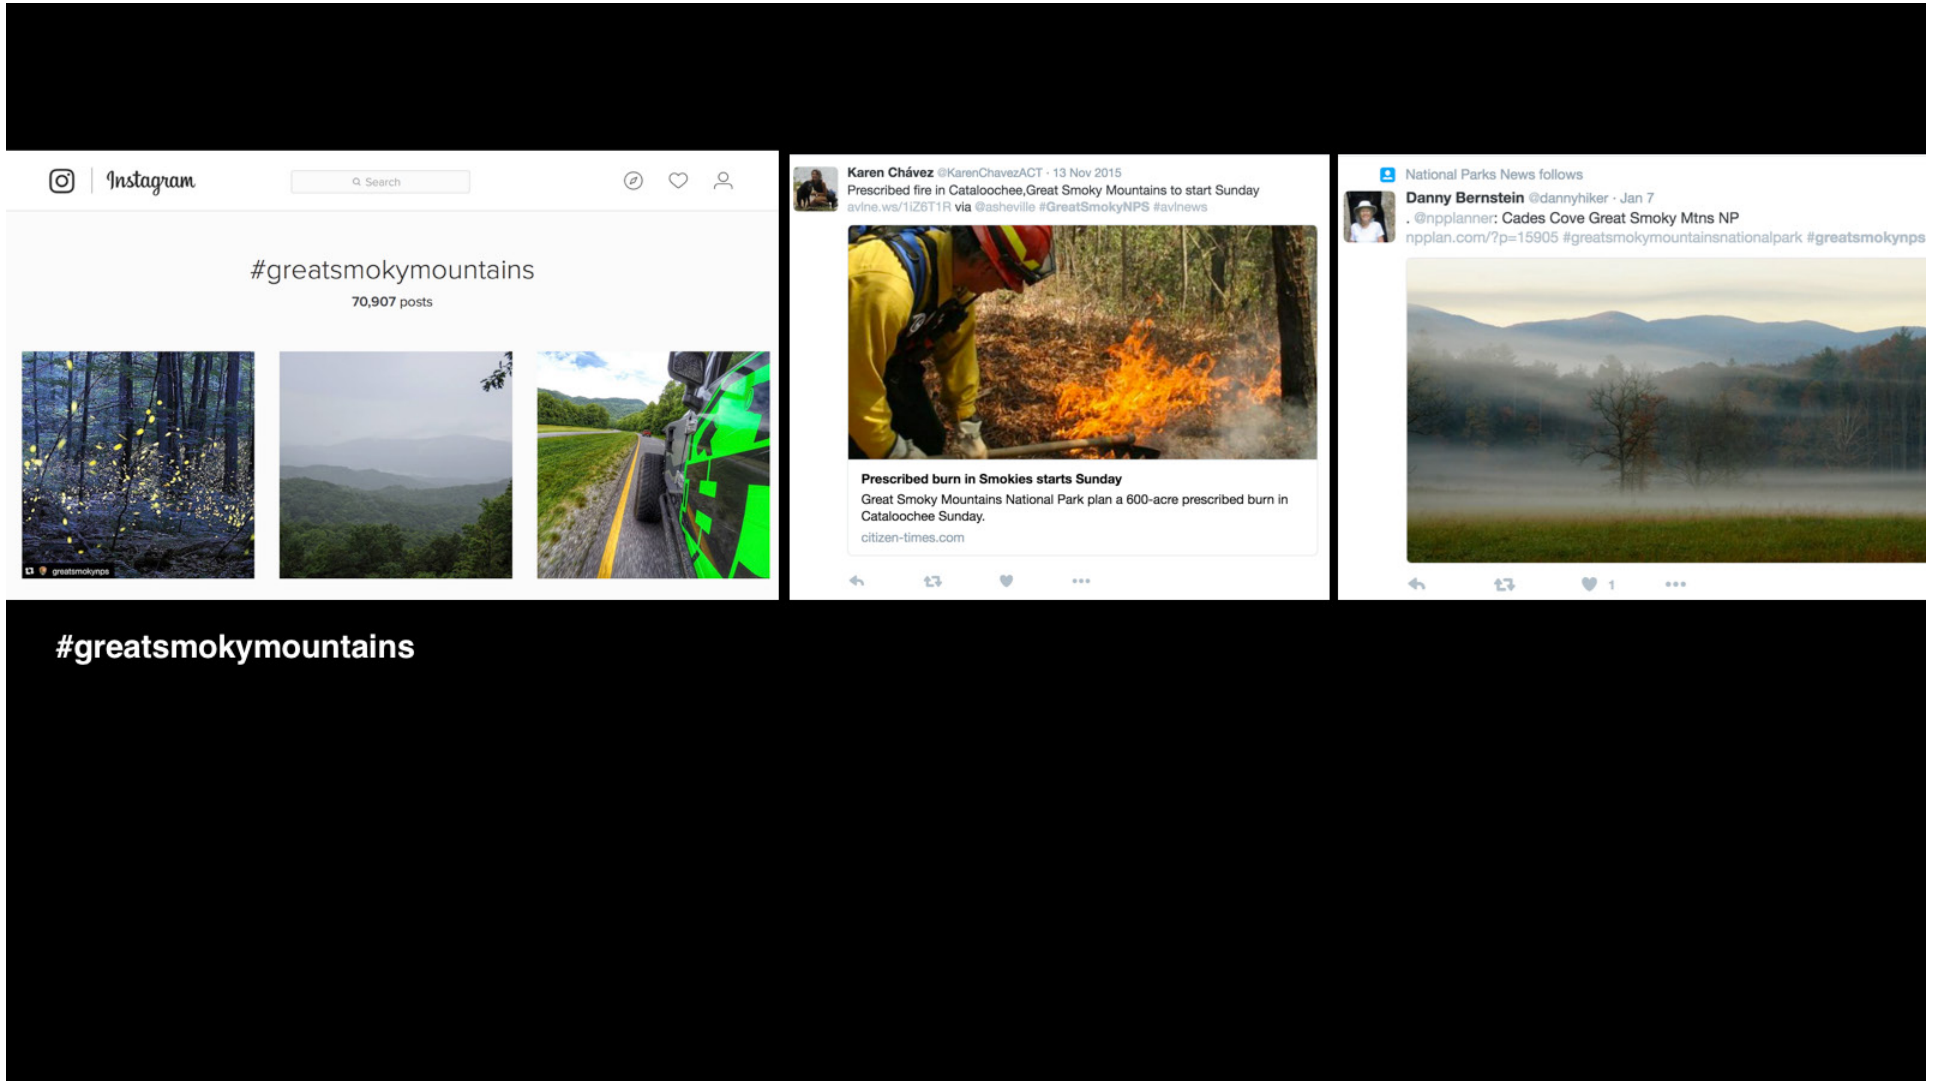 Instagram
Search
#greatsmokymountains
70,907 posts
greatsmokynps
Karen Chávez @KarenChavezACT · 13 Nov 2015
Prescribed fire in Cataloochee,Great Smoky Mountains to start Sunday
avlne.ws/1iZ6T1R via @asheville #GreatSmokyNPS #avlnews
Prescribed burn in Smokies starts Sunday
Great Smoky Mountains National Park plan a 600-acre prescribed burn in
Cataloochee Sunday.
citizen-times.com
National Parks News follows
Danny Bernstein @dannyhiker · Jan 7
. @npplanner: Cades Cove Great Smoky Mtns NP
npplan.com/?p=15905 #greatsmokymountainsnationalpark #greatsmokynps
1
#greatsmokymountains